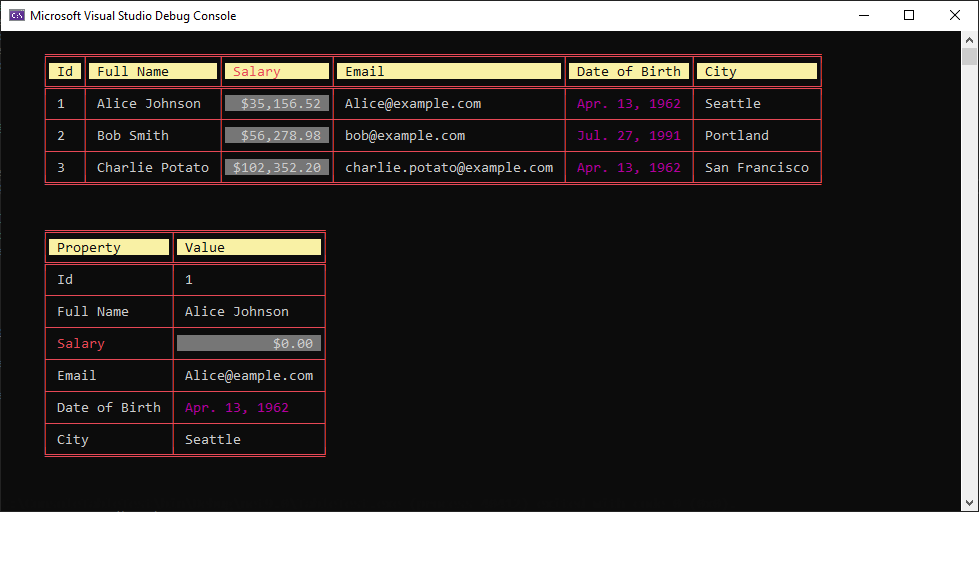 Microsoft Visual Studio Debug Console
Id Full Name Salary Email Date of Birth City
1 Alice Johnson $35,156.52 Alice@example.com Apr. 13, 1962 Seattle
2 Bob Smith $56,278.98 bob@example.com Jul. 27, 1991 Portland
3 Charlie Potato $102,352.20 charlie.potato@example.com Apr. 13, 1962 San Francisco
Property Value
Id 1
Full Name Alice Johnson
Salary $0.00
Email Alice@eample.com
Date of Birth Apr. 13, 1962
City Seattle